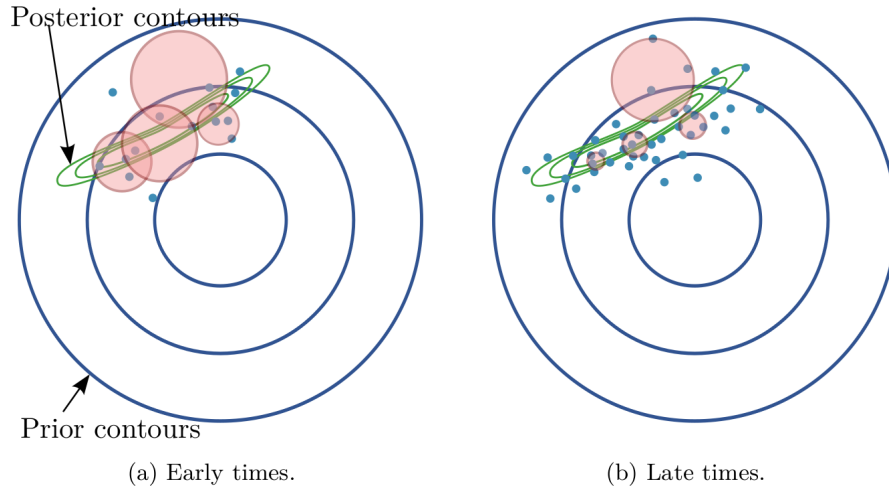 Posterior contours
Prior contours
(a) Early times.
(b) Late times.